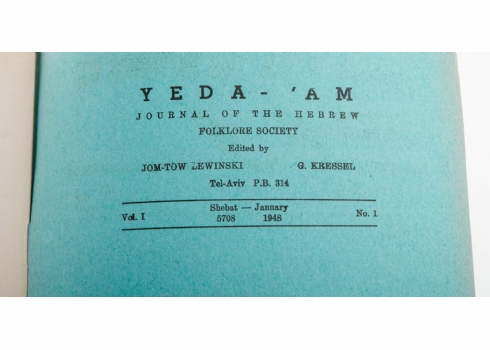 YEDA-'AM
JOURNAL OF THE HEBREW
FOLKLORE SOCIETY
Edited by
JOM-TOW LEWINSKI G. KRESSEL
Tel-Aviv P.B. 314
Shebat — January
Vol. I 5708 1948 No. 1